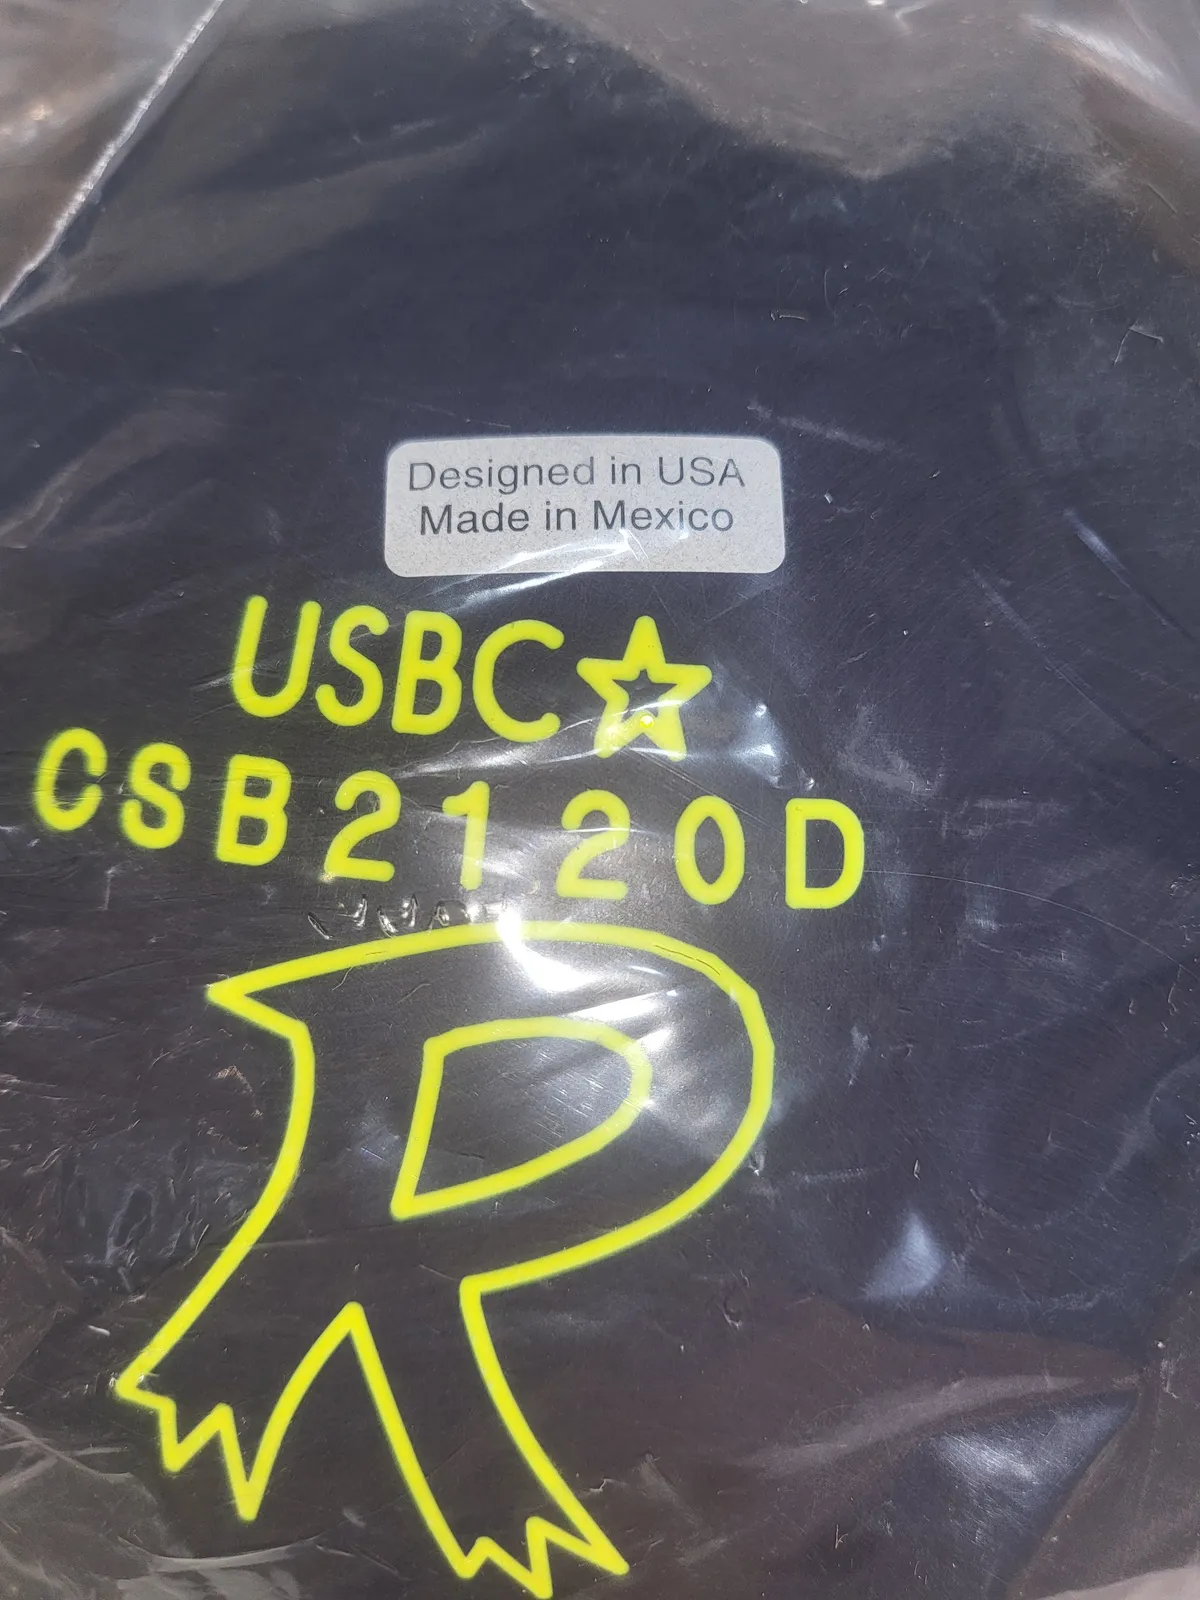 Designed in USA
Made in Mexico
USBC☆
CSB2120D
R